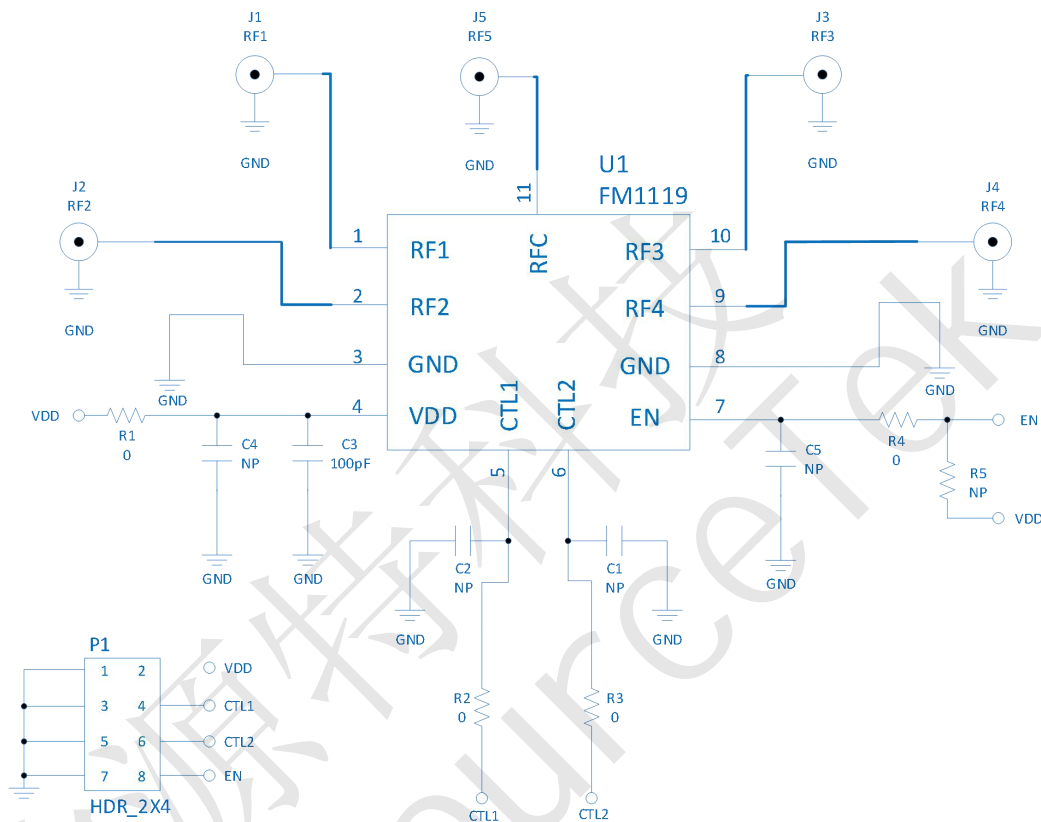 J1
RF1
J5
RF5
J3
RF3
GND
GND
GND
U1
FM1119
J2
RF2
J4
RF4
GND
GND
11
1
2
3
4
10
9
8
7
5
6
RF1
RF2
GND
VDD
RFC
RF3
RF4
GND
EN
CTL1
CTL2
GND
GND
VDD
R1
0
C4
NP
C3
100pF
GND
GND
C5
NP
GND
R4
0
EN
R5
NP
VDD
C2
NP
GND
C1
NP
GND
R2
0
R3
0
CTL1
CTL2
P1
1 2
3 4
5 6
7 8
VDD
CTL1
CTL2
EN
HDR_2X4
源特科技
ourceTek